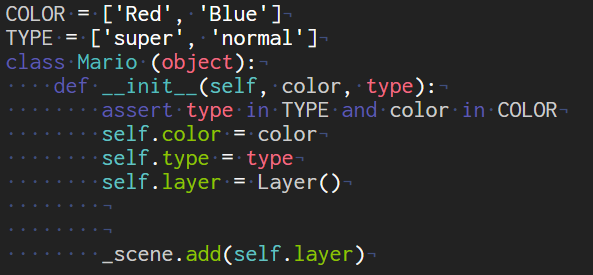 COLOR = ['Red', 'Blue']
TYPE = ['super', 'normal']
class Mario (object):
    def __init__(self, color, type):
        assert type in TYPE and color in COLOR
        self.color = color
        self.type = type
        self.layer = Layer()
        _scene.add(self.layer)